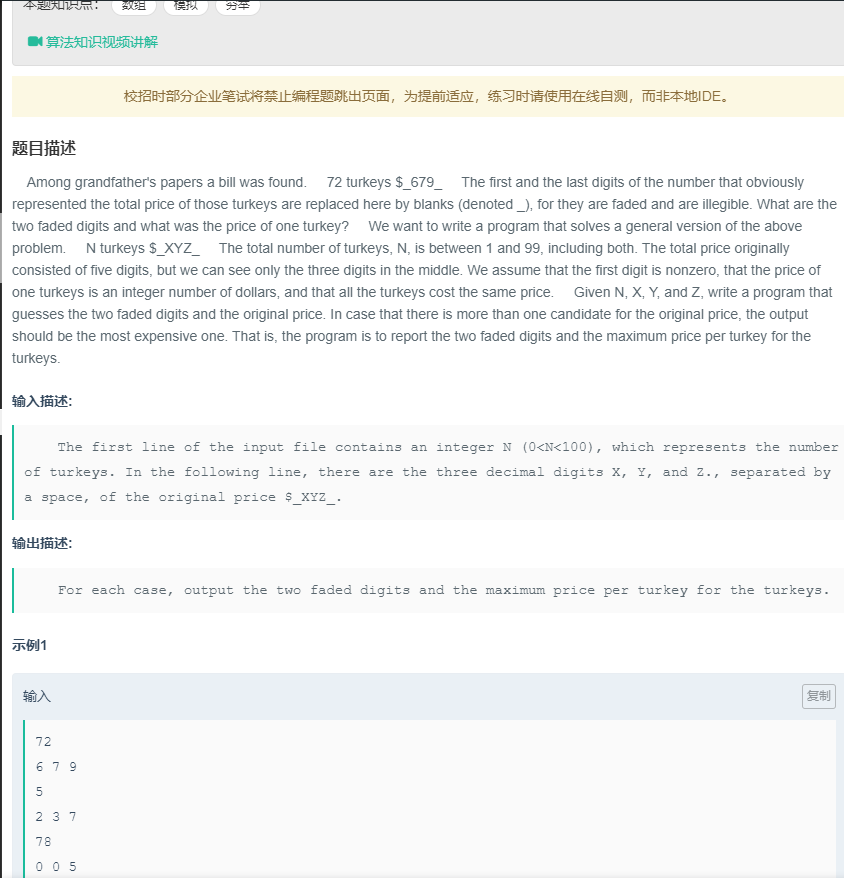 本题知识点： 数组 模拟 穷举
算法知识视频讲解
校招时部分企业笔试将禁止编程题跳出页面，为提前适应，练习时请使用在线自测，而非本地IDE。
题目描述
Among grandfather's papers a bill was found. 72 turkeys $_679_ The first and the last digits of the number that obviously
represented the total price of those turkeys are replaced here by blanks (denoted _), for they are faded and are illegible. What are the
two faded digits and what was the price of one turkey? We want to write a program that solves a general version of the above
problem. N turkeys $_XYZ_ The total number of turkeys, N, is between 1 and 99, including both. The total price originally
consisted of five digits, but we can see only the three digits in the middle. We assume that the first digit is nonzero, that the price of
one turkeys is an integer number of dollars, and that all the turkeys cost the same price. Given N, X, Y, and Z, write a program that
guesses the two faded digits and the original price. In case that there is more than one candidate for the original price, the output
should be the most expensive one. That is, the program is to report the two faded digits and the maximum price per turkey for the
turkeys.
输入描述:
The first line of the input file contains an integer N (0<N<100), which represents the number
of turkeys. In the following line, there are the three decimal digits X, Y, and Z., separated by
a space, of the original price $_XYZ_.
输出描述:
For each case, output the two faded digits and the maximum price per turkey for the turkeys.
示例1
输入 复制
72
6 7 9
5
2 3 7
78
0 0 5